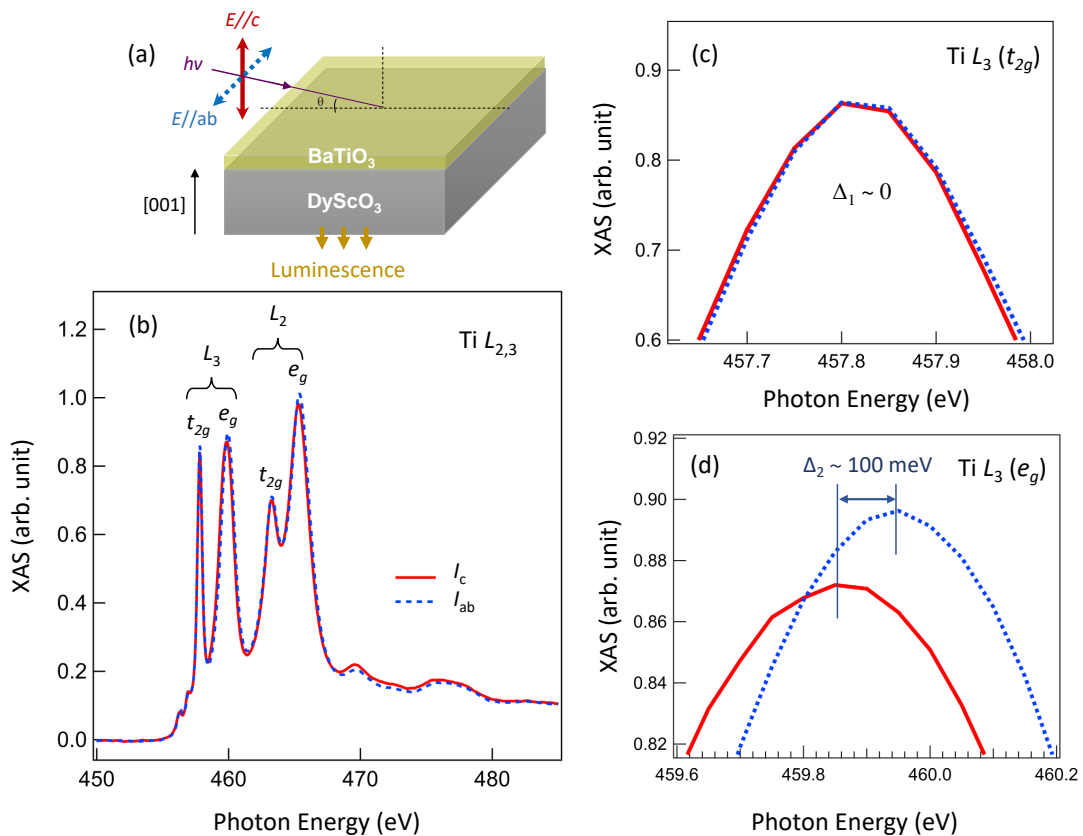 (a)
E//c
hν
E//ab
θ
BaTiO3
[001]
DyScO3
Luminescence
(b)
Ti L2,3
L3
L2
t2g
eg
t2g
eg
Ic
Iab
XAS (arb. unit)
1.2
1.0
0.8
0.6
0.4
0.2
0.0
450
460
470
480
Photon Energy (eV)
(c)
Ti L3 (t2g)
Δ1 ~ 0
XAS (arb. unit)
0.9
0.8
0.7
0.6
457.7
457.8
457.9
458.0
Photon Energy (eV)
(d)
Δ2 ~ 100 meV
Ti L3 (eg)
XAS (arb. unit)
0.92
0.90
0.88
0.86
0.84
0.82
459.6
459.8
460.0
460.2
Photon Energy (eV)